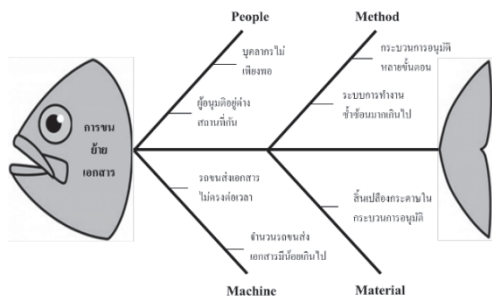 People
Method
บุคลากรไม่
เพียงพอ
กระบวนการอนุมัติ
หลายขั้นตอน
ผู้อนุมติอยู่ต่าง
สถานที่กัน
ระบบการทำงาน
ซ้ำซ้อนมากเกินไป
การขน
ย้าย
เอกสาร
รถขนส่งเอกสาร
ไม่ตรงต่อเวลา
สิ้นเปลืองกระดาษใน
กระบวนการอนุมัติ
จำนวนรถขนส่ง
เอกสารมีน้อยเกินไป
Machine
Material